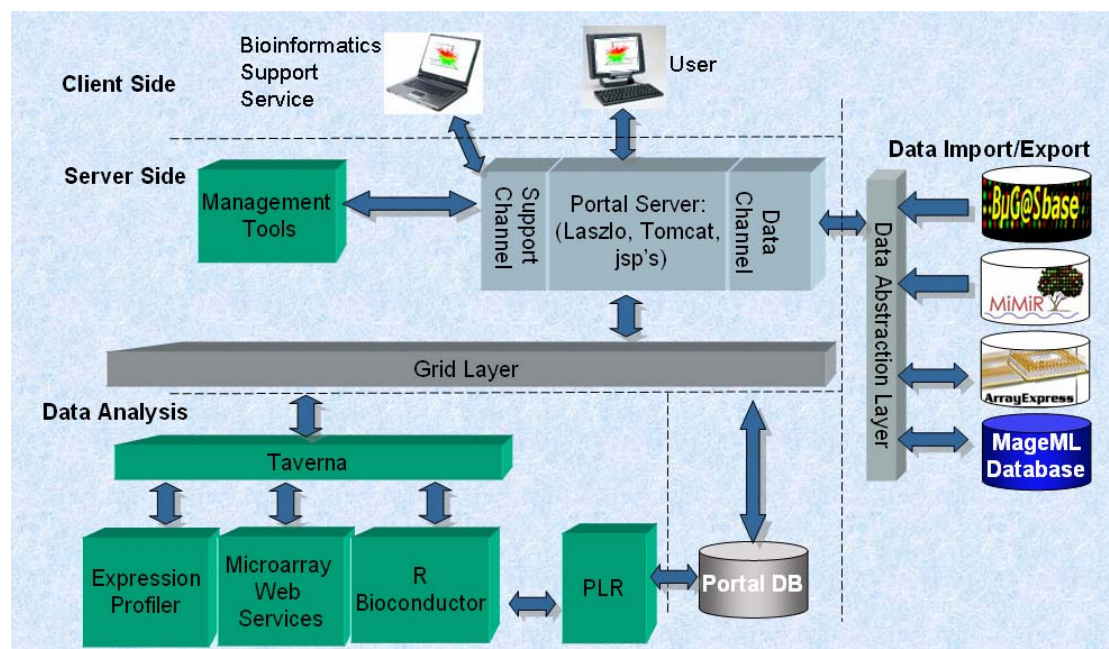 Bioinformatics
Support
Service
User
Client Side
Server Side
Data Import/Export
Management
Tools
Support
Channel
Portal Server:
(Laszlo, Tomcat,
jsp's)
Data
Channel
Data Abstraction Layer
BµG@Sbase
MiMiR
ArrayExpress
MageML
Database
Grid Layer
Data Analysis
Taverna
Expression
Profiler
Microarray
Web
Services
R
Bioconductor
PLR
Portal DB